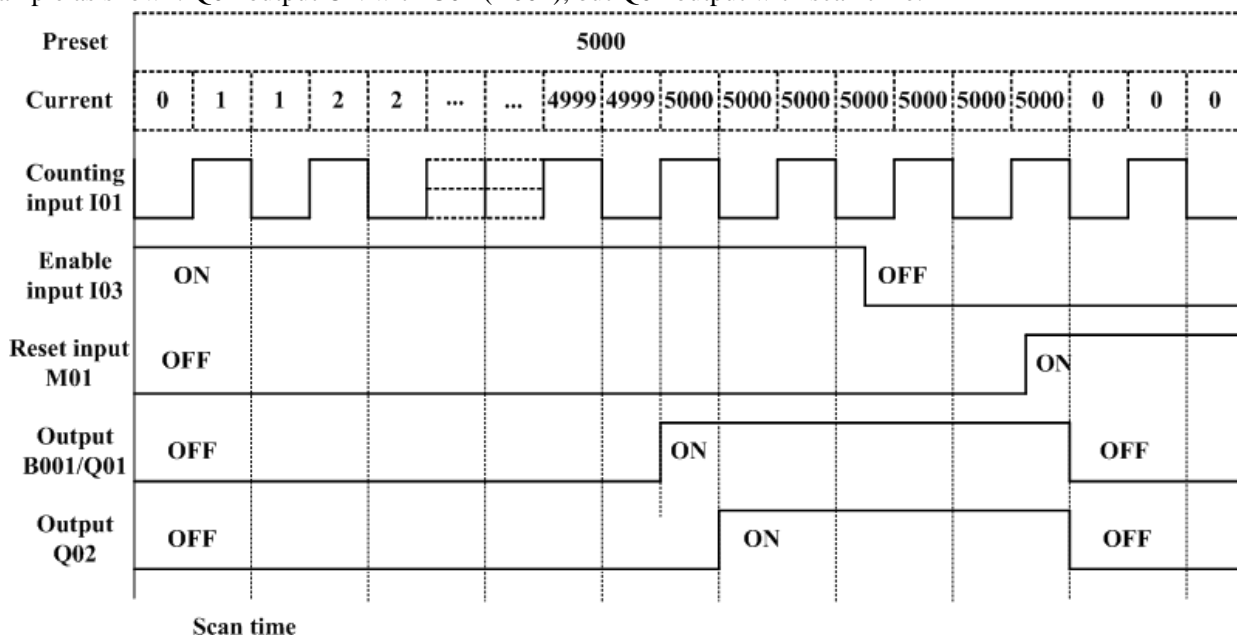 Preset 5000
Current 0 1 1 2 2 ... ... 4999 4999 5000 5000 5000 5000 5000 5000 5000 0 0 0
Counting
input I01
Enable
input I03
ON OFF
Reset input
M01
OFF ON
Output
B001/Q01
OFF ON OFF
Output
Q02
OFF ON OFF
Scan time